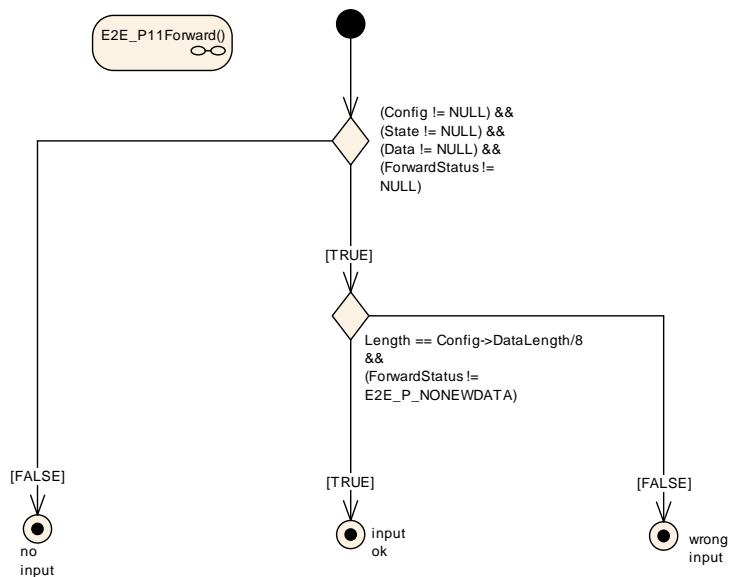 E2E_P11Forward()
(Config != NULL) &&
(State != NULL) &&
(Data != NULL) &&
(ForwardStatus !=
NULL)
[TRUE]
Length == Config->DataLength/8
&&
(ForwardStatus !=
E2E_P_NONEWDATA)
[FALSE]
[TRUE]
[FALSE]
no
input
input
ok
wrong
input